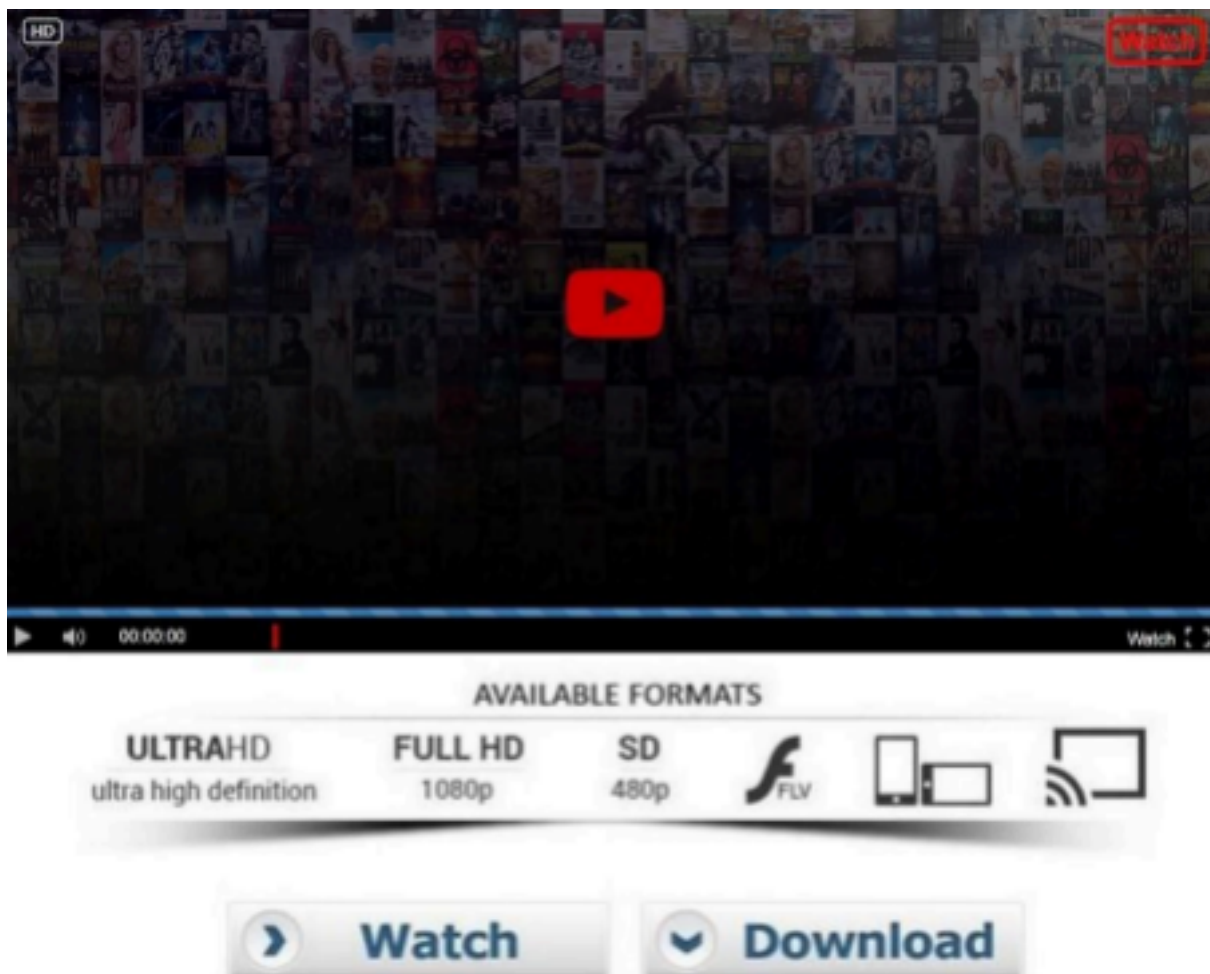 HD
Watch
00:00:00
Watch
AVAILABLE FORMATS
ULTRAHD
FULL HD
SD
ultra high definition
1080p
480p
FLV
Watch
Download